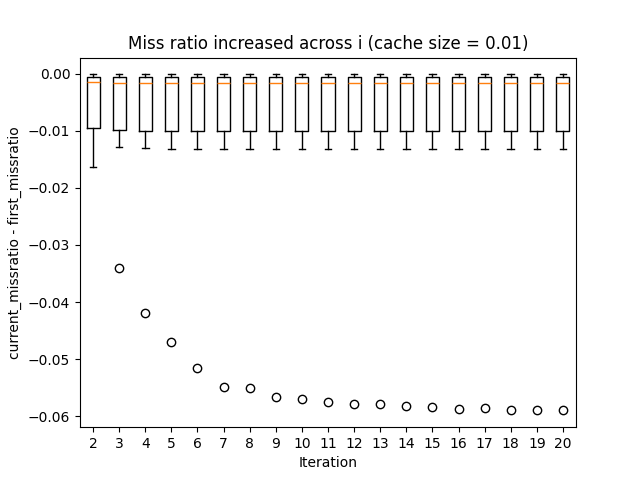 Miss ratio increased across i (cache size = 0.01)
0.00
−0.01
−0.02
−0.03
−0.04
−0.05
−0.06
current_missratio - first_missratio
2 3 4 5 6 7 8 9 10 11 12 13 14 15 16 17 18 19 20
Iteration